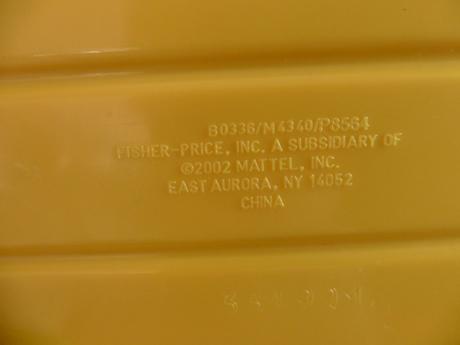 B0336/M4340/P8564
FISHER-PRICE, INC. A SUBSIDIARY OF
©2002 MATTEL, INC.
EAST AURORA, NY 14052
CHINA